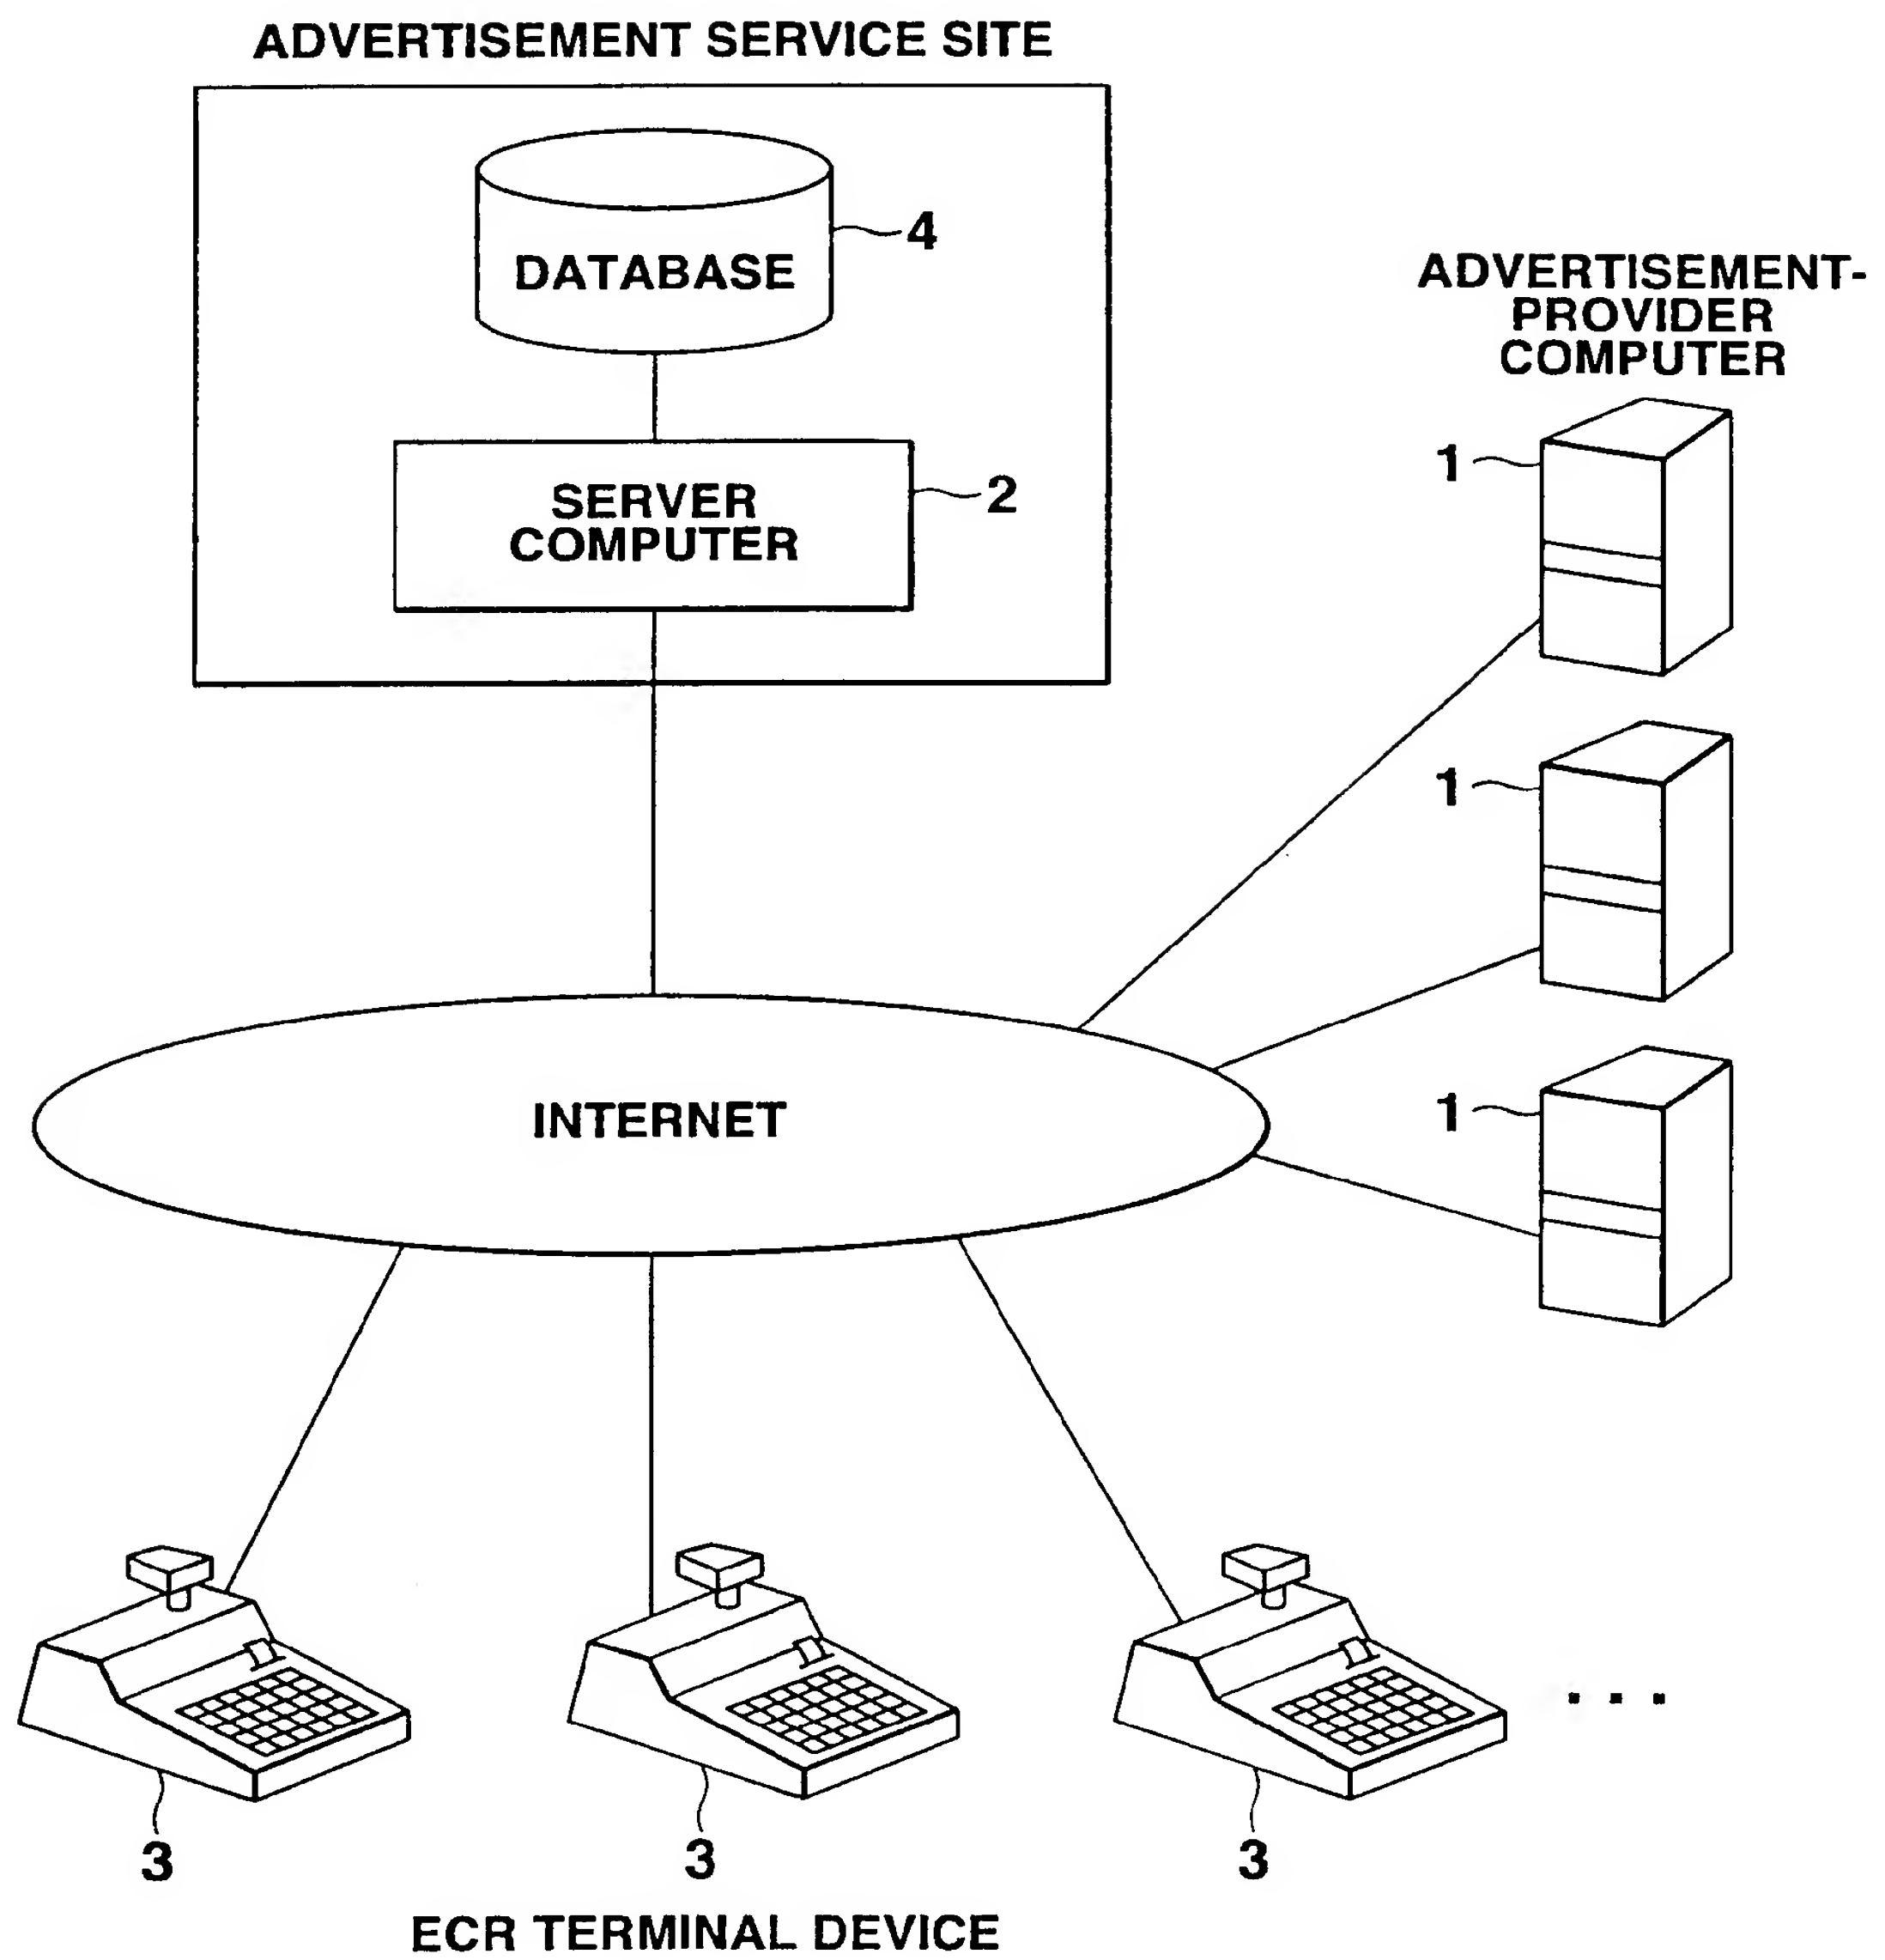 ADVERTISEMENT SERVICE SITE
DATABASE
4
SERVER
COMPUTER
2
ADVERTISEMENT-
PROVIDER
COMPUTER
1
1
1
INTERNET
3
3
3
ECR TERMINAL DEVICE